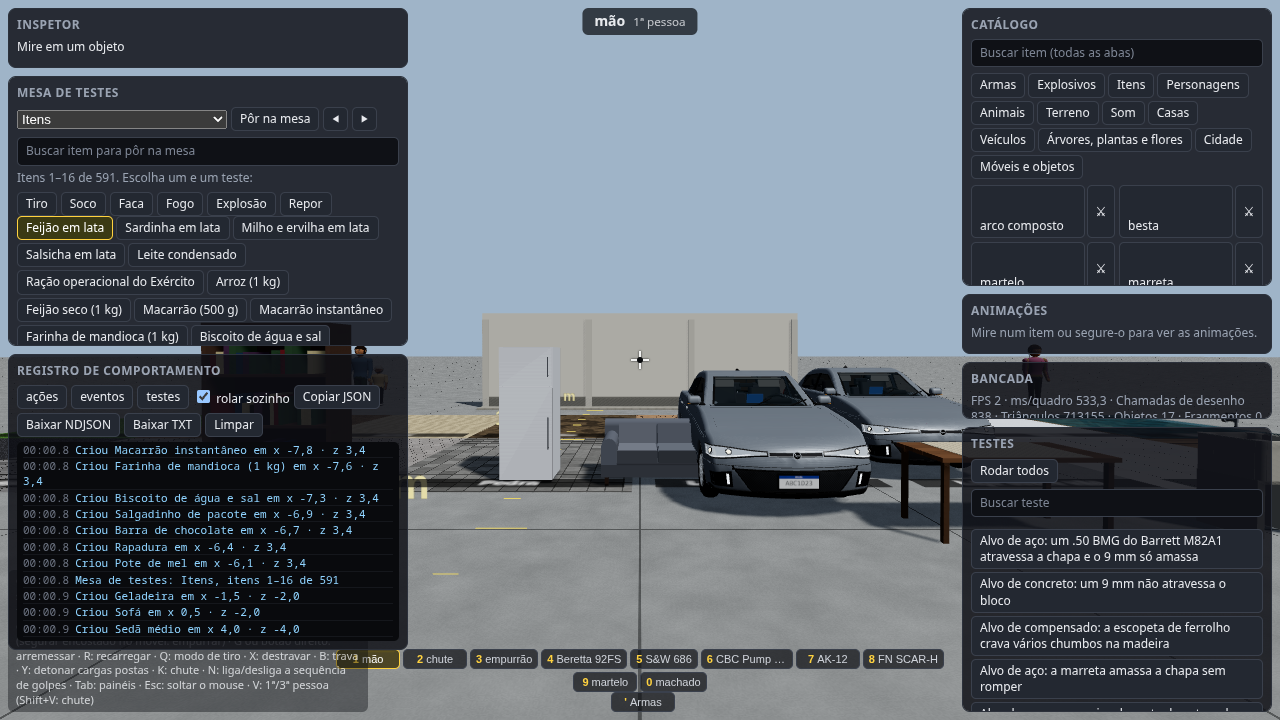 INSPETOR
Mire em um objeto
MESA DE TESTES
Itens
Pôr na mesa
◄
►
Buscar item para pôr na mesa
Itens 1–16 de 591. Escolha um e um teste:
Tiro Soco Faca Fogo Explosão Repor
Feijão em lata Sardinha em lata Milho e ervilha em lata
Salsicha em lata Leite condensado
Ração operacional do Exército Arroz (1 kg)
Feijão seco (1 kg) Macarrão (500 g) Macarrão instantâneo
Farinha de mandioca (1 kg) Biscoito de água e sal
REGISTRO DE COMPORTAMENTO
ações eventos testes rolar sozinho Copiar JSON
Baixar NDJSON Baixar TXT Limpar
00:00.8 Criou Macarrão instantâneo em x -7,8 · z 3,4
00:00.8 Criou Farinha de mandioca (1 kg) em x -7,6 · z
3,4
00:00.8 Criou Biscoito de água e sal em x -7,3 · z 3,4
00:00.8 Criou Salgadinho de pacote em x -6,9 · z 3,4
00:00.8 Criou Barra de chocolate em x -6,7 · z 3,4
00:00.8 Criou Rapadura em x -6,4 · z 3,4
00:00.8 Criou Pote de mel em x -6,1 · z 3,4
00:00.8 Mesa de testes: Itens, itens 1–16 de 591
00:00.9 Criou Geladeira em x -1,5 · z -2,0
00:00.9 Criou Sofá em x 0,5 · z -2,0
00:00.9 Criou Sedã médio em x 4,0 · z -4,0
arremessar · R: recarregar · Q: modo de tiro · X: destravar · B: trava
· Y: detonar cargas postas · K: chute · N: liga/desliga a sequência
de golpes · Tab: painéis · Esc: soltar o mouse · V: 1ª/3ª pessoa
(Shift+V: chute)
mão 1ª pessoa
m
m
ABC1D23
1 mão 2 chute 3 empurrão 4 Beretta 92FS 5 S&W 686 6 CBC Pump … 7 AK-12 8 FN SCAR-H
9 martelo 0 machado
' Armas
CATÁLOGO
Buscar item (todas as abas)
Armas Explosivos Itens Personagens
Animais Terreno Som Casas
Veículos Árvores, plantas e flores Cidade
Móveis e objetos
arco composto ⚔ besta ⚔
martelo ⚔ marreta ⚔
ANIMAÇÕES
Mire num item ou segure-o para ver as animações.
BANCADA
FPS 2 · ms/quadro 533,3 · Chamadas de desenho
838 · Triângulos 713155 · Objetos 17 · Fragmentos 0
TESTES
Rodar todos
Buscar teste
Alvo de aço: um .50 BMG do Barrett M82A1
atravessa a chapa e o 9 mm só amassa
Alvo de concreto: um 9 mm não atravessa o
bloco
Alvo de compensado: a escopeta de ferrolho
crava vários chumbos na madeira
Alvo de aço: a marreta amassa a chapa sem
romper